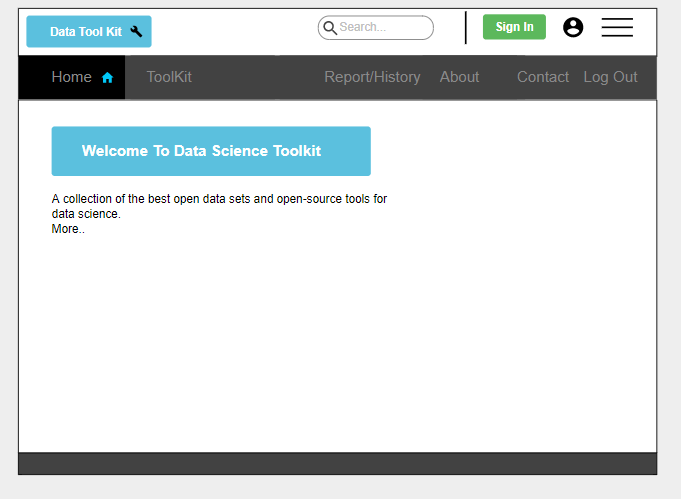 Data Tool Kit
Search...
Sign In
Home
ToolKit
Report/History
About
Contact
Log Out
Welcome To Data Science Toolkit
A collection of the best open data sets and open-source tools for
data science.
More..